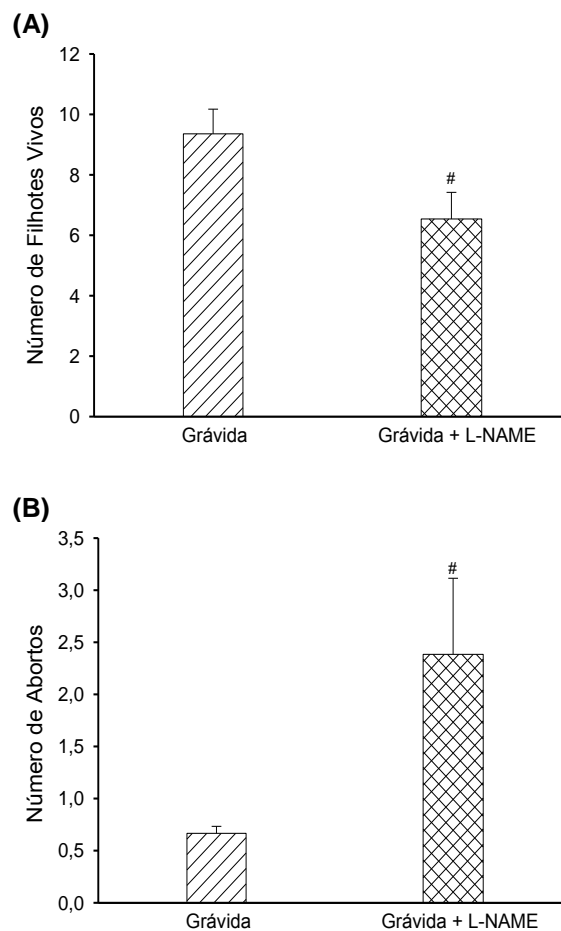 (A)
12
10
8
6
4
2
0
Número de Filhotes Vivos
#
Grávida Grávida + L-NAME
(B)
3,5
3,0
2,5
2,0
1,5
1,0
0,5
0,0
Número de Abortos
#
Grávida Grávida + L-NAME